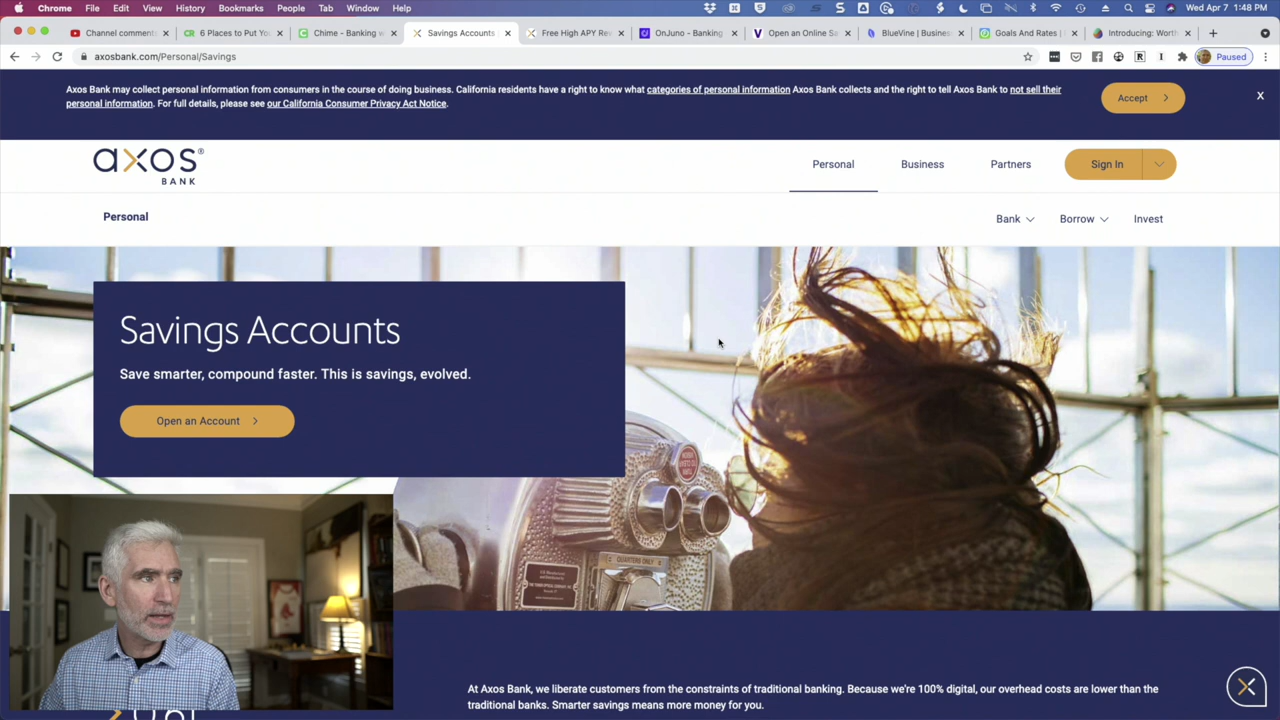 Chrome File Edit View History Bookmarks People Tab Window Help Wed Apr 7 1:48 PM
Channel comments 6 Places to Put You Chime - Banking w Savings Accounts Free High APY Re OnJuno - Banking Open an Online Sa BlueVine | Busines Goals And Rates | Introducing: Worth
axosbank.com/Personal/Savings Paused
Axos Bank may collect personal information from consumers in the course of doing business. California residents have a right to know what categories of personal information Axos Bank collects and the right to tell Axos Bank to not sell their
personal information. For full details, please see our California Consumer Privacy Act Notice.
Accept
X
axos®
BANK
Personal Business Partners Sign In
Personal Bank Borrow Invest
Savings Accounts
Save smarter, compound faster. This is savings, evolved.
Open an Account
QUARTERS ONLY
At Axos Bank, we liberate customers from the constraints of traditional banking. Because we're 100% digital, our overhead costs are lower than the
traditional banks. Smarter savings means more money for you.